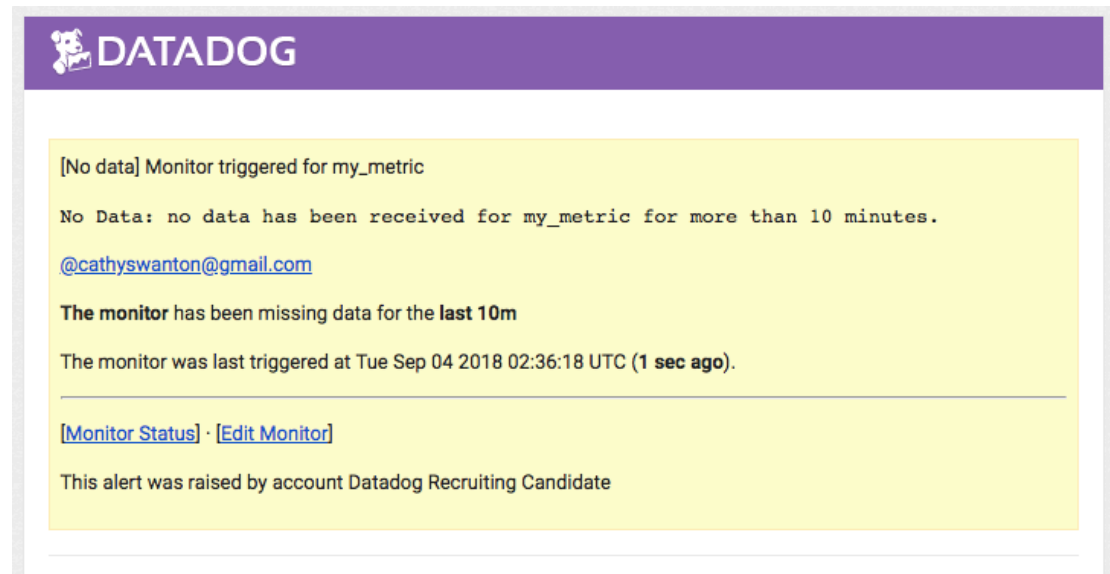 DATADOG
[No data] Monitor triggered for my_metric
No Data: no data has been received for my_metric for more than 10 minutes.
@cathyswanton@gmail.com
The monitor has been missing data for the last 10m
The monitor was last triggered at Tue Sep 04 2018 02:36:18 UTC (1 sec ago).
[Monitor Status] · [Edit Monitor]
This alert was raised by account Datadog Recruiting Candidate